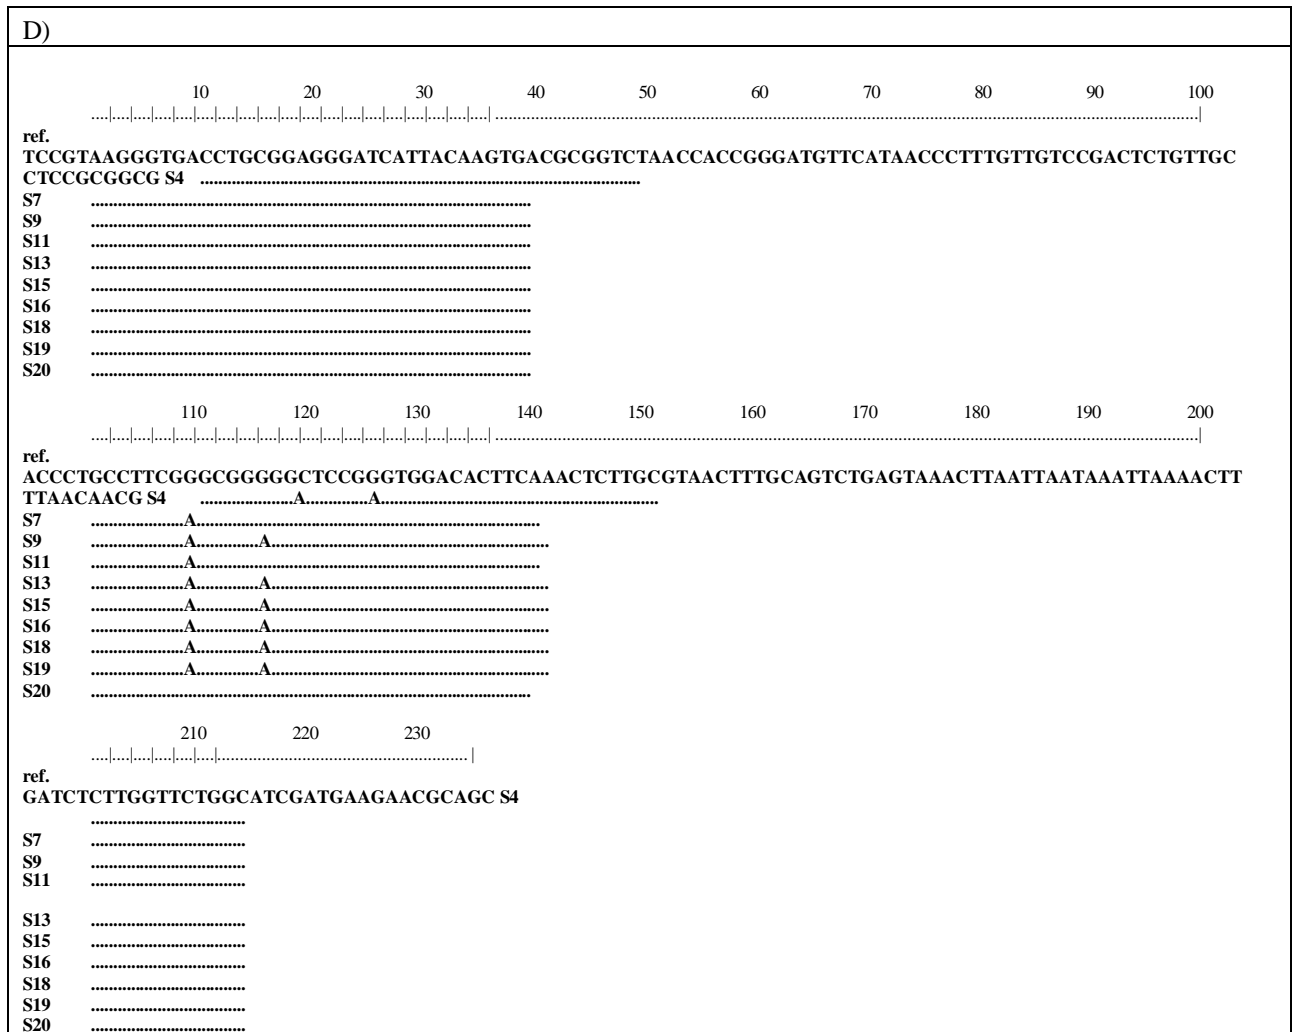 D)
10 20 30 40 50 60 70 80 90 100
....|....|....|....|....|....|....|....|....|....|....|....|....|....|....|....|....|....|....|.......................................................................................................................................................................|
ref.
TCCGTAAGGGTGACCTGCGGAGGGATCATTACAAGTGACGCGGTCTAACCACCGGGATGTTCATAACCCTTTGTTGTCCGACTCTGTTGC
CTCCGCGGCG S4 ....................................................................................................
S7 ....................................................................................................
S9 ....................................................................................................
S11 ....................................................................................................
S13 ....................................................................................................
S15 ....................................................................................................
S16 ....................................................................................................
S18 ....................................................................................................
S19 ....................................................................................................
S20 ....................................................................................................
110 120 130 140 150 160 170 180 190 200
....|....|....|....|....|....|....|....|....|....|....|....|....|....|....|....|....|....|....|.......................................................................................................................................................................|
ref.
ACCCTGCCTTCGGGCGGGGGCTCCGGGTGGACACTTCAAACTCTTGCGTAACTTTGCAGTCTGAGTAAACTTAATTAATAAATTAAAACTT
TTAACAACG S4 .....................A..............A...............................................................
S7 .....................A..............................................................................
S9 .....................A..............A...............................................................
S11 .....................A..............................................................................
S13 .....................A..............A...............................................................
S15 .....................A..............A...............................................................
S16 .....................A..............A...............................................................
S18 .....................A..............A...............................................................
S19 .....................A..............A...............................................................
S20 ....................................................................................................
210 220 230
....|....|....|....|....|....|............................................................|
ref.
GATCTCTTGGTTCTGGCATCGATGAAGAACGCAGC S4
...................................
S7 ...................................
S9 ...................................
S11 ...................................
S13 ...................................
S15 ...................................
S16 ...................................
S18 ...................................
S19 ...................................
S20 ...................................